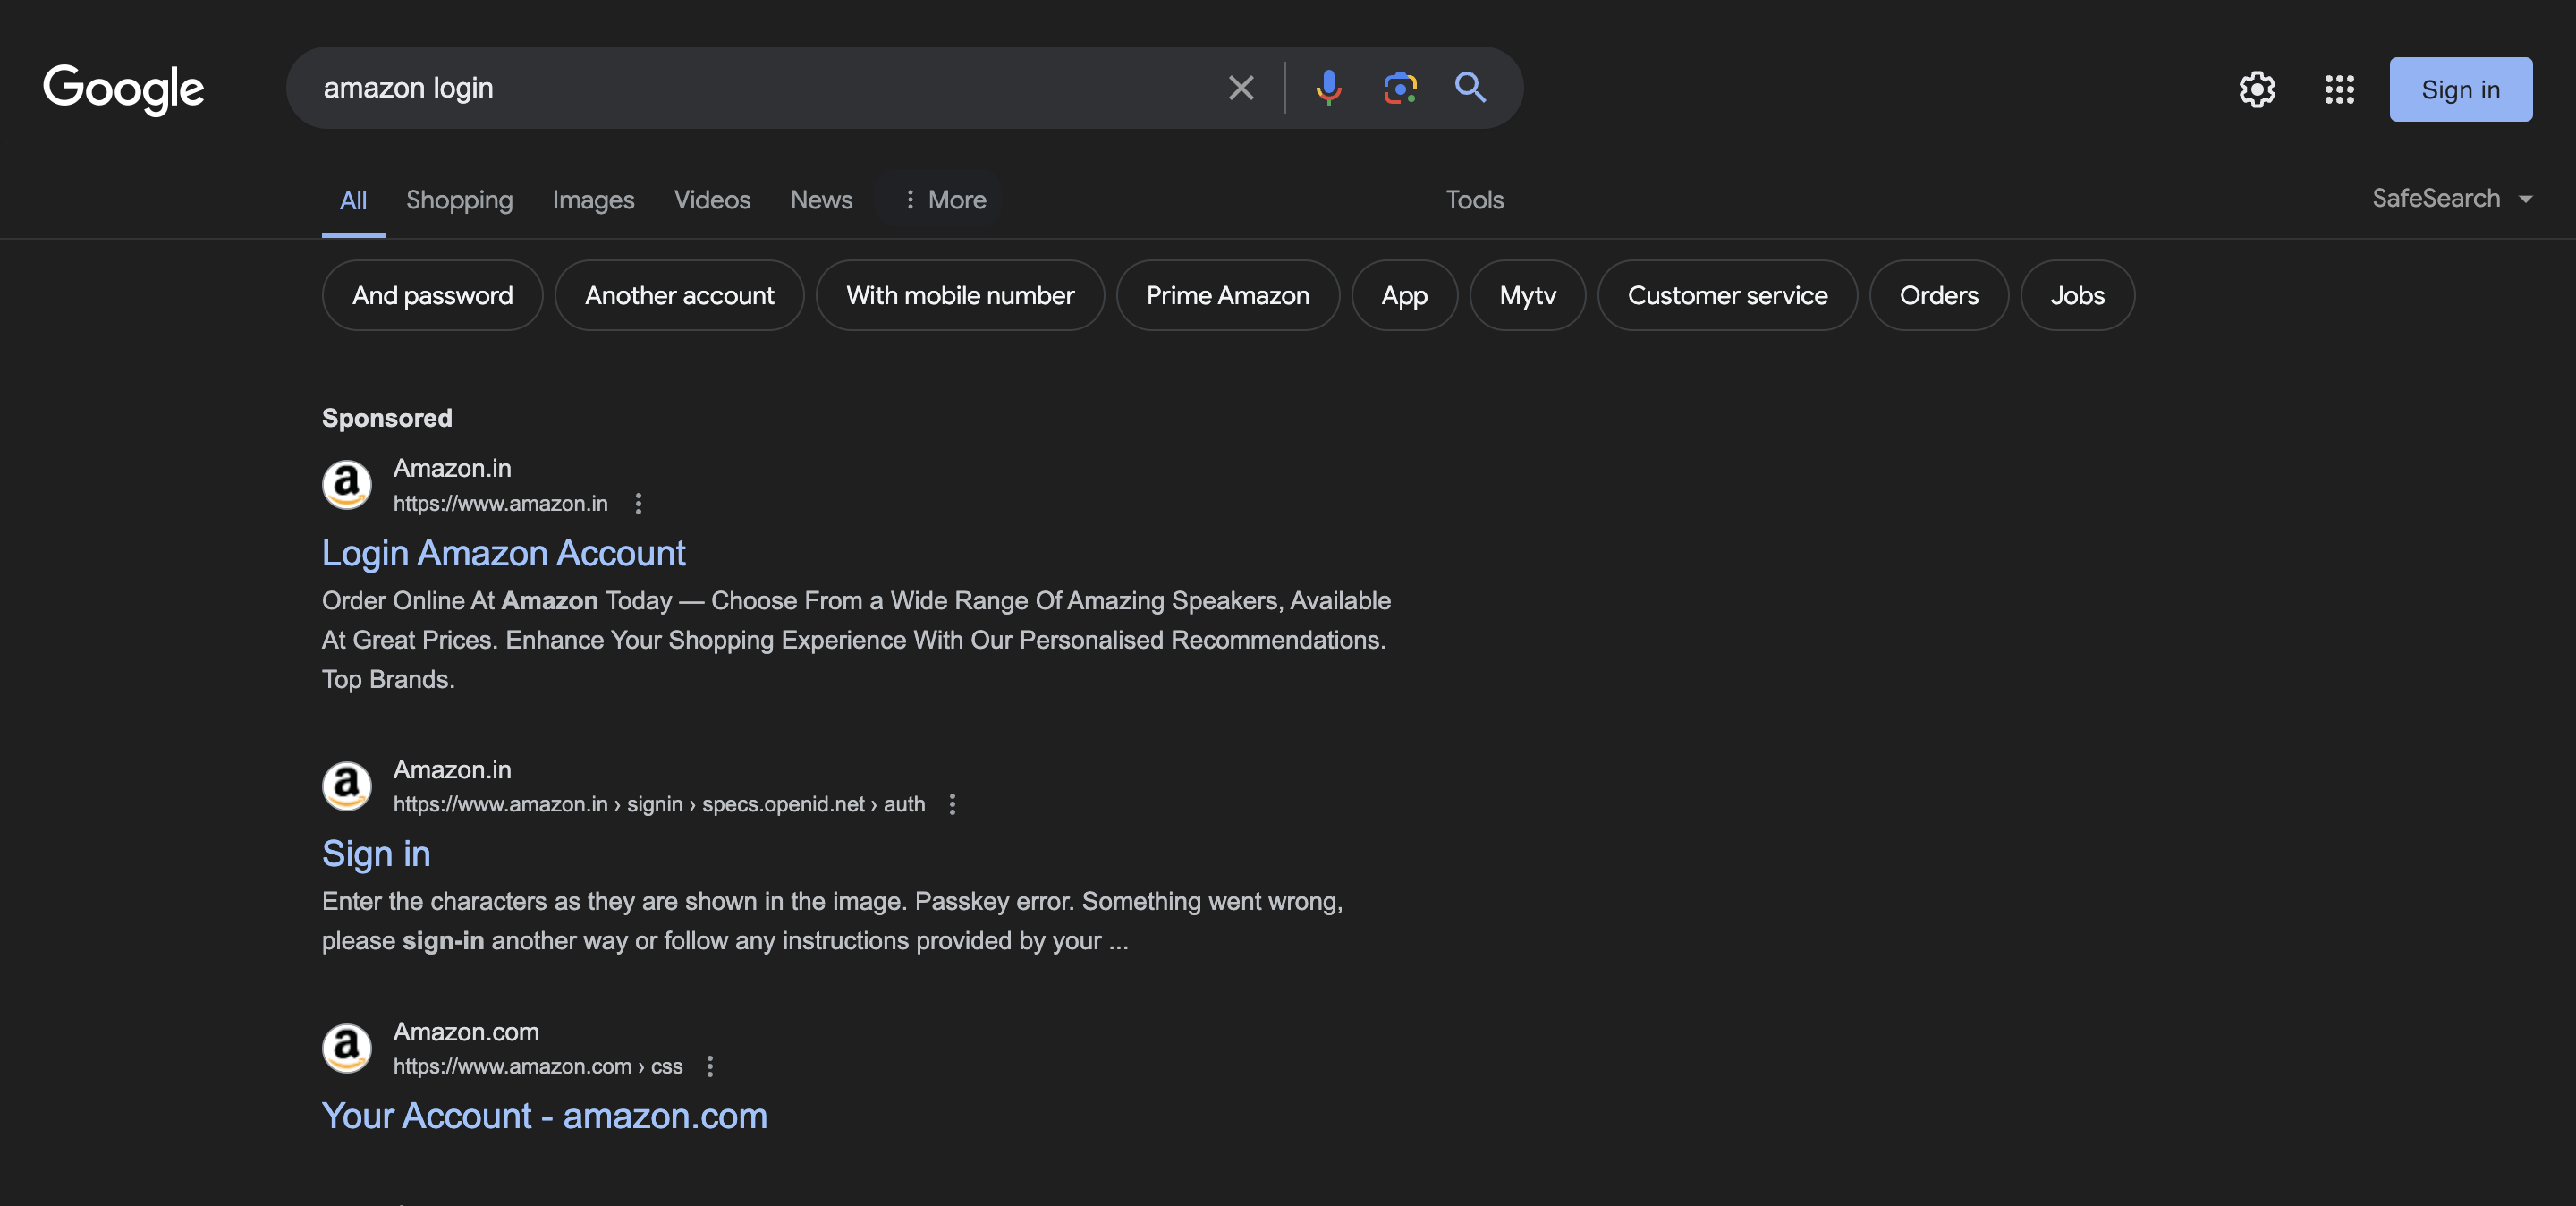 Google
amazon login
Sign in
All Shopping Images Videos News More Tools SafeSearch
And password Another account With mobile number Prime Amazon App Mytv Customer service Orders Jobs
Sponsored
a
Amazon.in
https://www.amazon.in
Login Amazon Account
Order Online At Amazon Today — Choose From a Wide Range Of Amazing Speakers, Available
At Great Prices. Enhance Your Shopping Experience With Our Personalised Recommendations.
Top Brands.
a
Amazon.in
https://www.amazon.in › signin › specs.openid.net › auth
Sign in
Enter the characters as they are shown in the image. Passkey error. Something went wrong,
please sign-in another way or follow any instructions provided by your ...
a
Amazon.com
https://www.amazon.com › css
Your Account - amazon.com